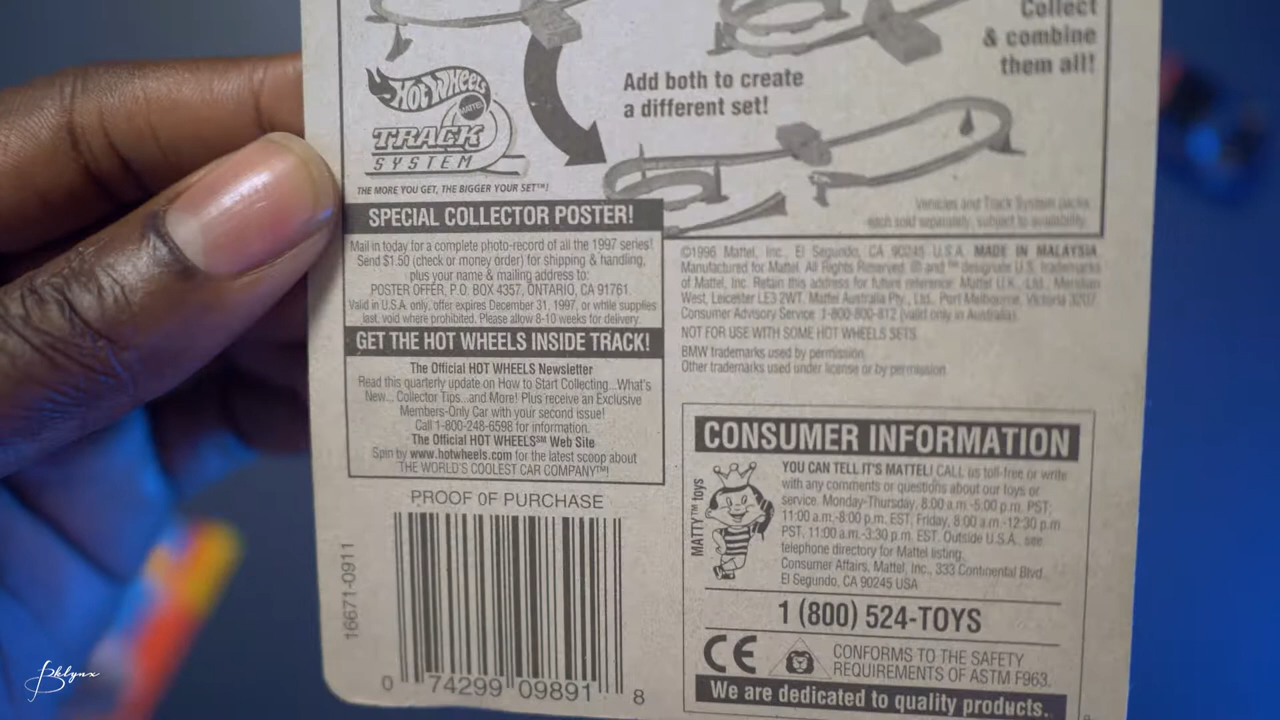 Collect
& combine
them all!
Add both to create
a different set!
HOT WHEELS
MATTEL
TRACK
SYSTEM
THE MORE YOU GET, THE BIGGER YOUR SET™!
Vehicles and Track System packs
each sold separately, subject to availability.
SPECIAL COLLECTOR POSTER!
Mail in today for a complete photo-record of all the 1997 series!
Send $1.50 (check or money order) for shipping & handling,
plus your name & mailing address to:
POSTER OFFER, P.O. BOX 4357, ONTARIO, CA 91761.
Valid in U.S.A. only, offer expires December 31, 1997, or while supplies
last, void where prohibited. Please allow 8-10 weeks for delivery.
GET THE HOT WHEELS INSIDE TRACK!
The Official HOT WHEELS Newsletter
Read this quarterly update on How to Start Collecting...What's
New... Collector Tips...and More! Plus receive an Exclusive
Members-Only Car with your second issue!
Call 1-800-248-6598 for information.
The Official HOT WHEELS℠ Web Site
Spin by www.hotwheels.com for the latest scoop about
THE WORLD'S COOLEST CAR COMPANY™!
PROOF OF PURCHASE
16671-0911
0 74299 09891 8
©1996 Mattel, Inc., El Segundo, CA 90245 U.S.A. MADE IN MALAYSIA.
Manufactured for Mattel. All Rights Reserved. ® and ™ designate U.S. trademarks
of Mattel, Inc. Retain this address for future reference: Mattel U.K., Ltd., Meridian
West, Leicester LE3 2WT. Mattel Australia Pty., Ltd., Port Melbourne, Victoria 3207.
Consumer Advisory Service 1-800-800-812 (valid only in Australia).
NOT FOR USE WITH SOME HOT WHEELS SETS.
BMW trademarks used by permission.
Other trademarks used under license or by permission.
CONSUMER INFORMATION
MATTY™ toys
YOU CAN TELL IT'S MATTEL! CALL us toll-free or write
with any comments or questions about our toys or
service. Monday-Thursday, 8:00 a.m.-5:00 p.m. PST;
11:00 a.m.-8:00 p.m. EST, Friday, 8:00 a.m.-12:30 p.m.
PST, 11:00 a.m.-3:30 p.m. EST. Outside U.S.A., see
telephone directory for Mattel listing.
Consumer Affairs, Mattel, Inc., 333 Continental Blvd.
El Segundo, CA 90245 USA
1 (800) 524-TOYS
CE
CONFORMS TO THE SAFETY
REQUIREMENTS OF ASTM F963.
We are dedicated to quality products.
Bklynx